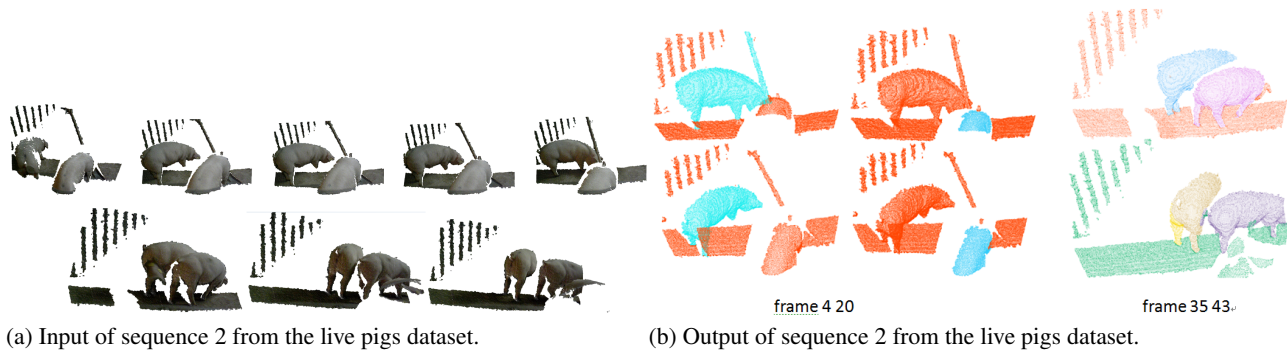 frame 4 20
frame 35 43
(a) Input of sequence 2 from the live pigs dataset.
(b) Output of sequence 2 from the live pigs dataset.